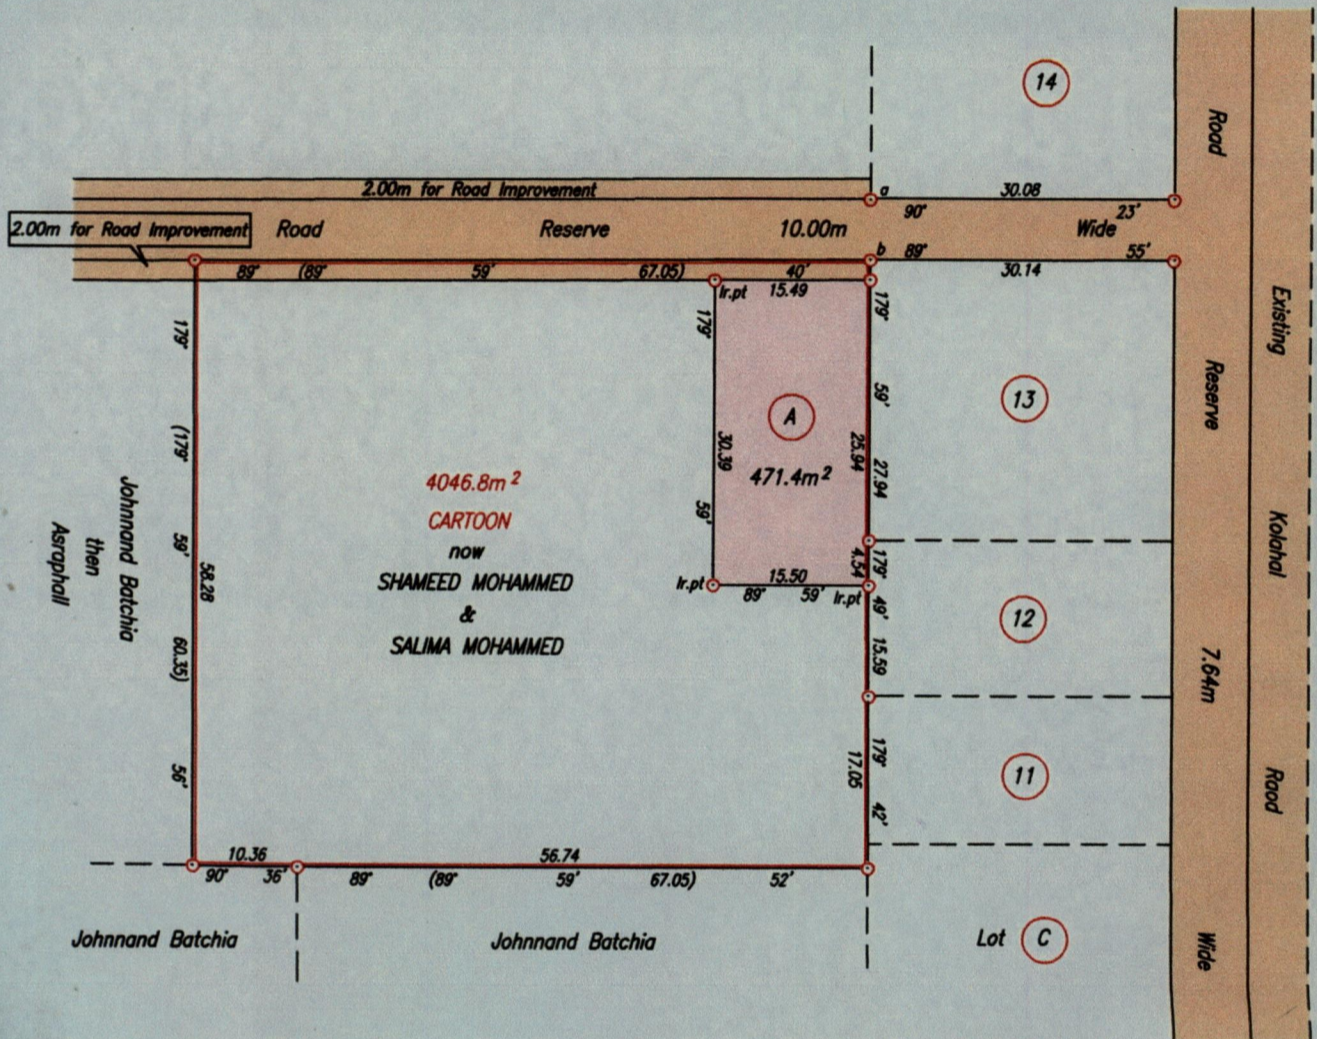 14
Road
2.00m for Road Improvement
a
30.08
90° 23'
2.00m for Road Improvement
Road Reserve 10.00m Wide
b
89° 55'
30.14
89° (89° 59' 67.05) 40'
Ir.pt 15.49
179°
59'
25.94
27.94
179°
30.39
59'
A
471.4m²
13
Existing
Reserve
Kolahal
7.64m
Raod
Wide
179°
(179°
56'
58.28
60.35)
56'
Johnnand Batchia
then
Asraphall
4046.8m²
CARTOON
now
SHAMEED MOHAMMED
&
SALIMA MOHAMMED
4.54
179°
49'
15.59
Ir.pt
15.50
89° 59' Ir.pt
12
179°
17.05
42'
11
10.36
90° 36'
56.74
89° (89° 59' 67.05) 52'
Johnnand Batchia
Johnnand Batchia
Lot C